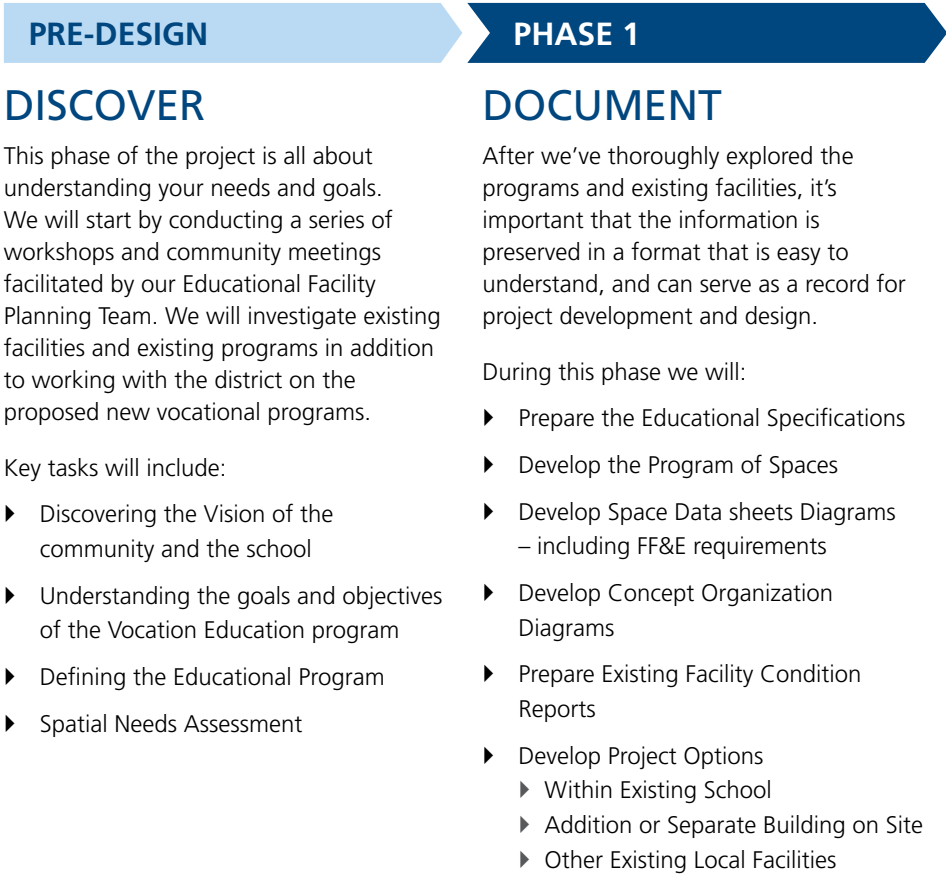 PRE-DESIGN
DISCOVER
This phase of the project is all about
understanding your needs and goals.
We will start by conducting a series of
workshops and community meetings
facilitated by our Educational Facility
Planning Team. We will investigate existing
facilities and existing programs in addition
to working with the district on the
proposed new vocational programs.
Key tasks will include:
Discovering the Vision of the
community and the school
Understanding the goals and objectives
of the Vocation Education program
Defining the Educational Program
Spatial Needs Assessment
PHASE 1
DOCUMENT
After we've thoroughly explored the
programs and existing facilities, it's
important that the information is
preserved in a format that is easy to
understand, and can serve as a record for
project development and design.
During this phase we will:
Prepare the Educational Specifications
Develop the Program of Spaces
Develop Space Data sheets Diagrams
– including FF&E requirements
Develop Concept Organization
Diagrams
Prepare Existing Facility Condition
Reports
Develop Project Options
Within Existing School
Addition or Separate Building on Site
Other Existing Local Facilities